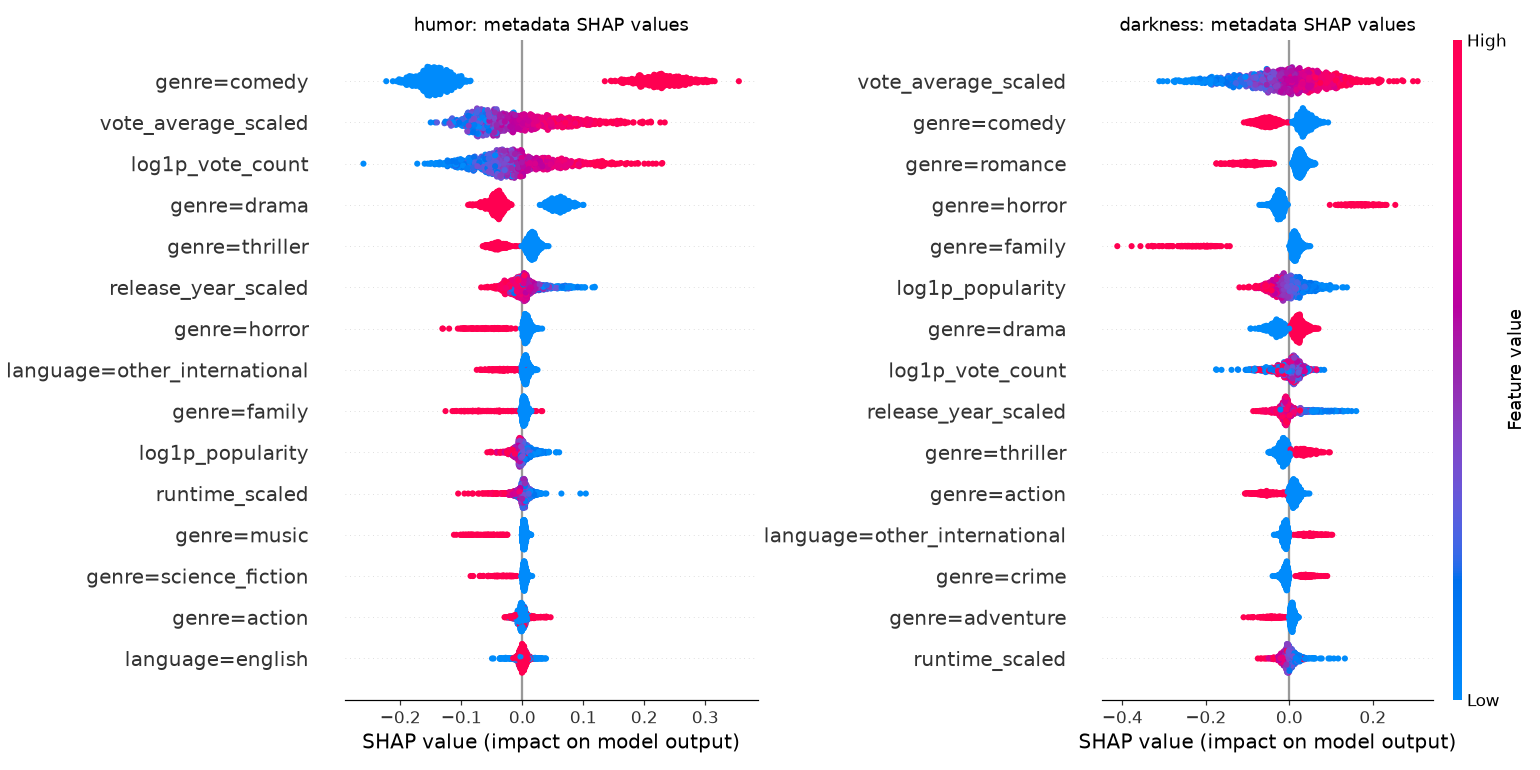 humor: metadata SHAP values
genre=comedy
vote_average_scaled
log1p_vote_count
genre=drama
genre=thriller
release_year_scaled
genre=horror
language=other_international
genre=family
log1p_popularity
runtime_scaled
genre=music
genre=science_fiction
genre=action
language=english
−0.2 −0.1 0.0 0.1 0.2 0.3
SHAP value (impact on model output)
darkness: metadata SHAP values
vote_average_scaled
genre=comedy
genre=romance
genre=horror
genre=family
log1p_popularity
genre=drama
log1p_vote_count
release_year_scaled
genre=thriller
genre=action
language=other_international
genre=crime
genre=adventure
runtime_scaled
−0.4 −0.2 0.0 0.2
SHAP value (impact on model output)
High
Feature value
Low